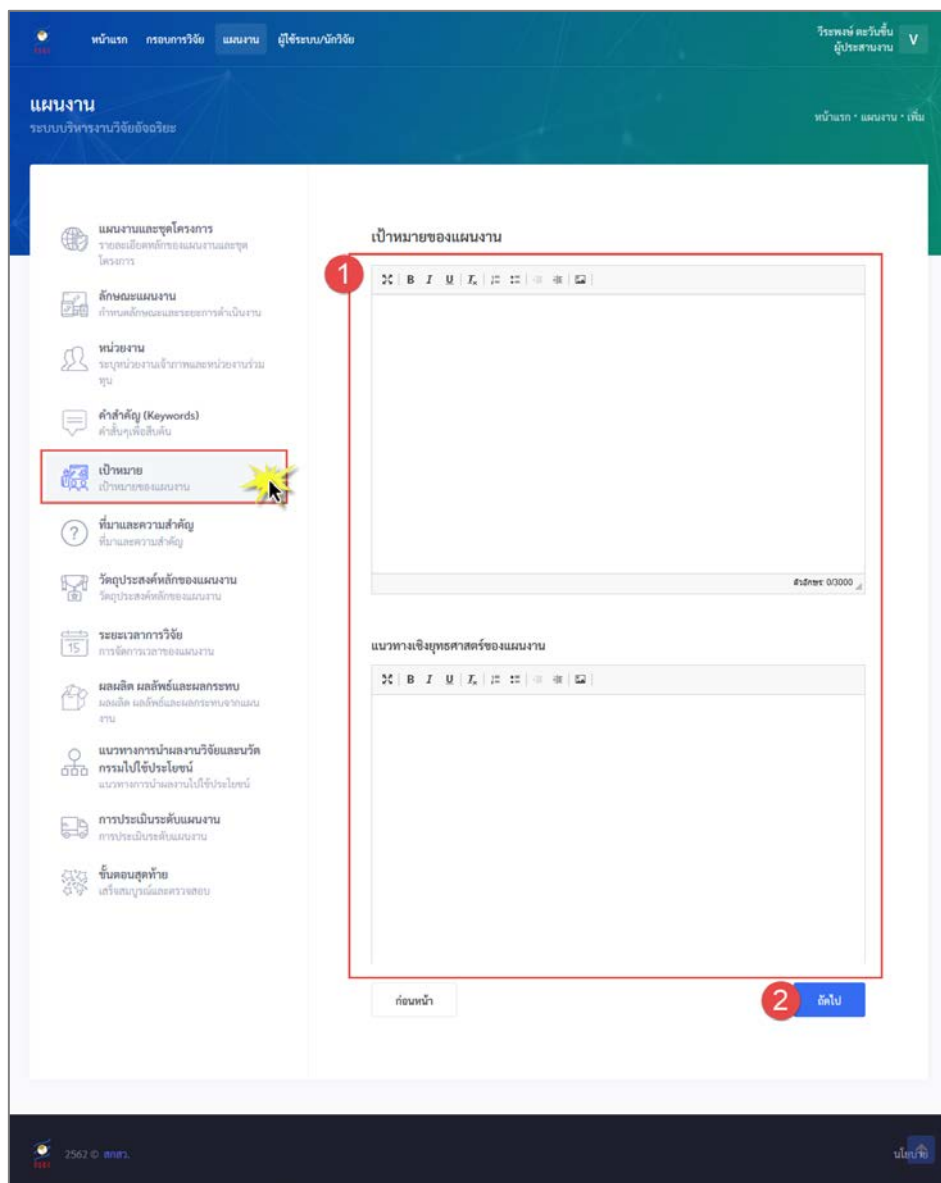 หน้าแรก กรอบการวิจัย แผนงาน ผู้ใช้ระบบ/นักวิจัย
วีระพงษ์ ตะวันขึ้น
ผู้ประสานงาน
V
แผนงาน
ระบบบริหารงานวิจัยอัจฉริยะ
หน้าแรก • แผนงาน • เพิ่ม
แผนงานและชุดโครงการ
รายละเอียดหลักของแผนงานและชุด
โครงการ
ลักษณะแผนงาน
กำหนดลักษณะและระยะการดำเนินงาน
หน่วยงาน
ระบุหน่วยงานเจ้าภาพและหน่วยงานร่วม
ทุน
คำสำคัญ (Keywords)
คำสั้นๆเพื่อสืบค้น
เป้าหมาย
เป้าหมายของแผนงาน
ที่มาและความสำคัญ
ที่มาและความสำคัญ
วัตถุประสงค์หลักของแผนงาน
วัตถุประสงค์หลักของแผนงาน
15
ระยะเวลาการวิจัย
การจัดการเวลาของแผนงาน
ผลผลิต ผลลัพธ์และผลกระทบ
ผลผลิต ผลลัพธ์และผลกระทบจากแผน
งาน
แนวทางการนำผลงานวิจัยและนวัต
กรรมไปใช้ประโยชน์
แนวทางการนำผลงานไปใช้ประโยชน์
การประเมินระดับแผนงาน
การประเมินระดับแผนงาน
ขั้นตอนสุดท้าย
เสร็จสมบูรณ์และตรวจสอบ
เป้าหมายของแผนงาน
1
B I U Tx
ตัวอักษร: 0/3000
แนวทางเชิงยุทธศาสตร์ของแผนงาน
B I U Tx
ก่อนหน้า
2
ถัดไป
2562 © สกสว.